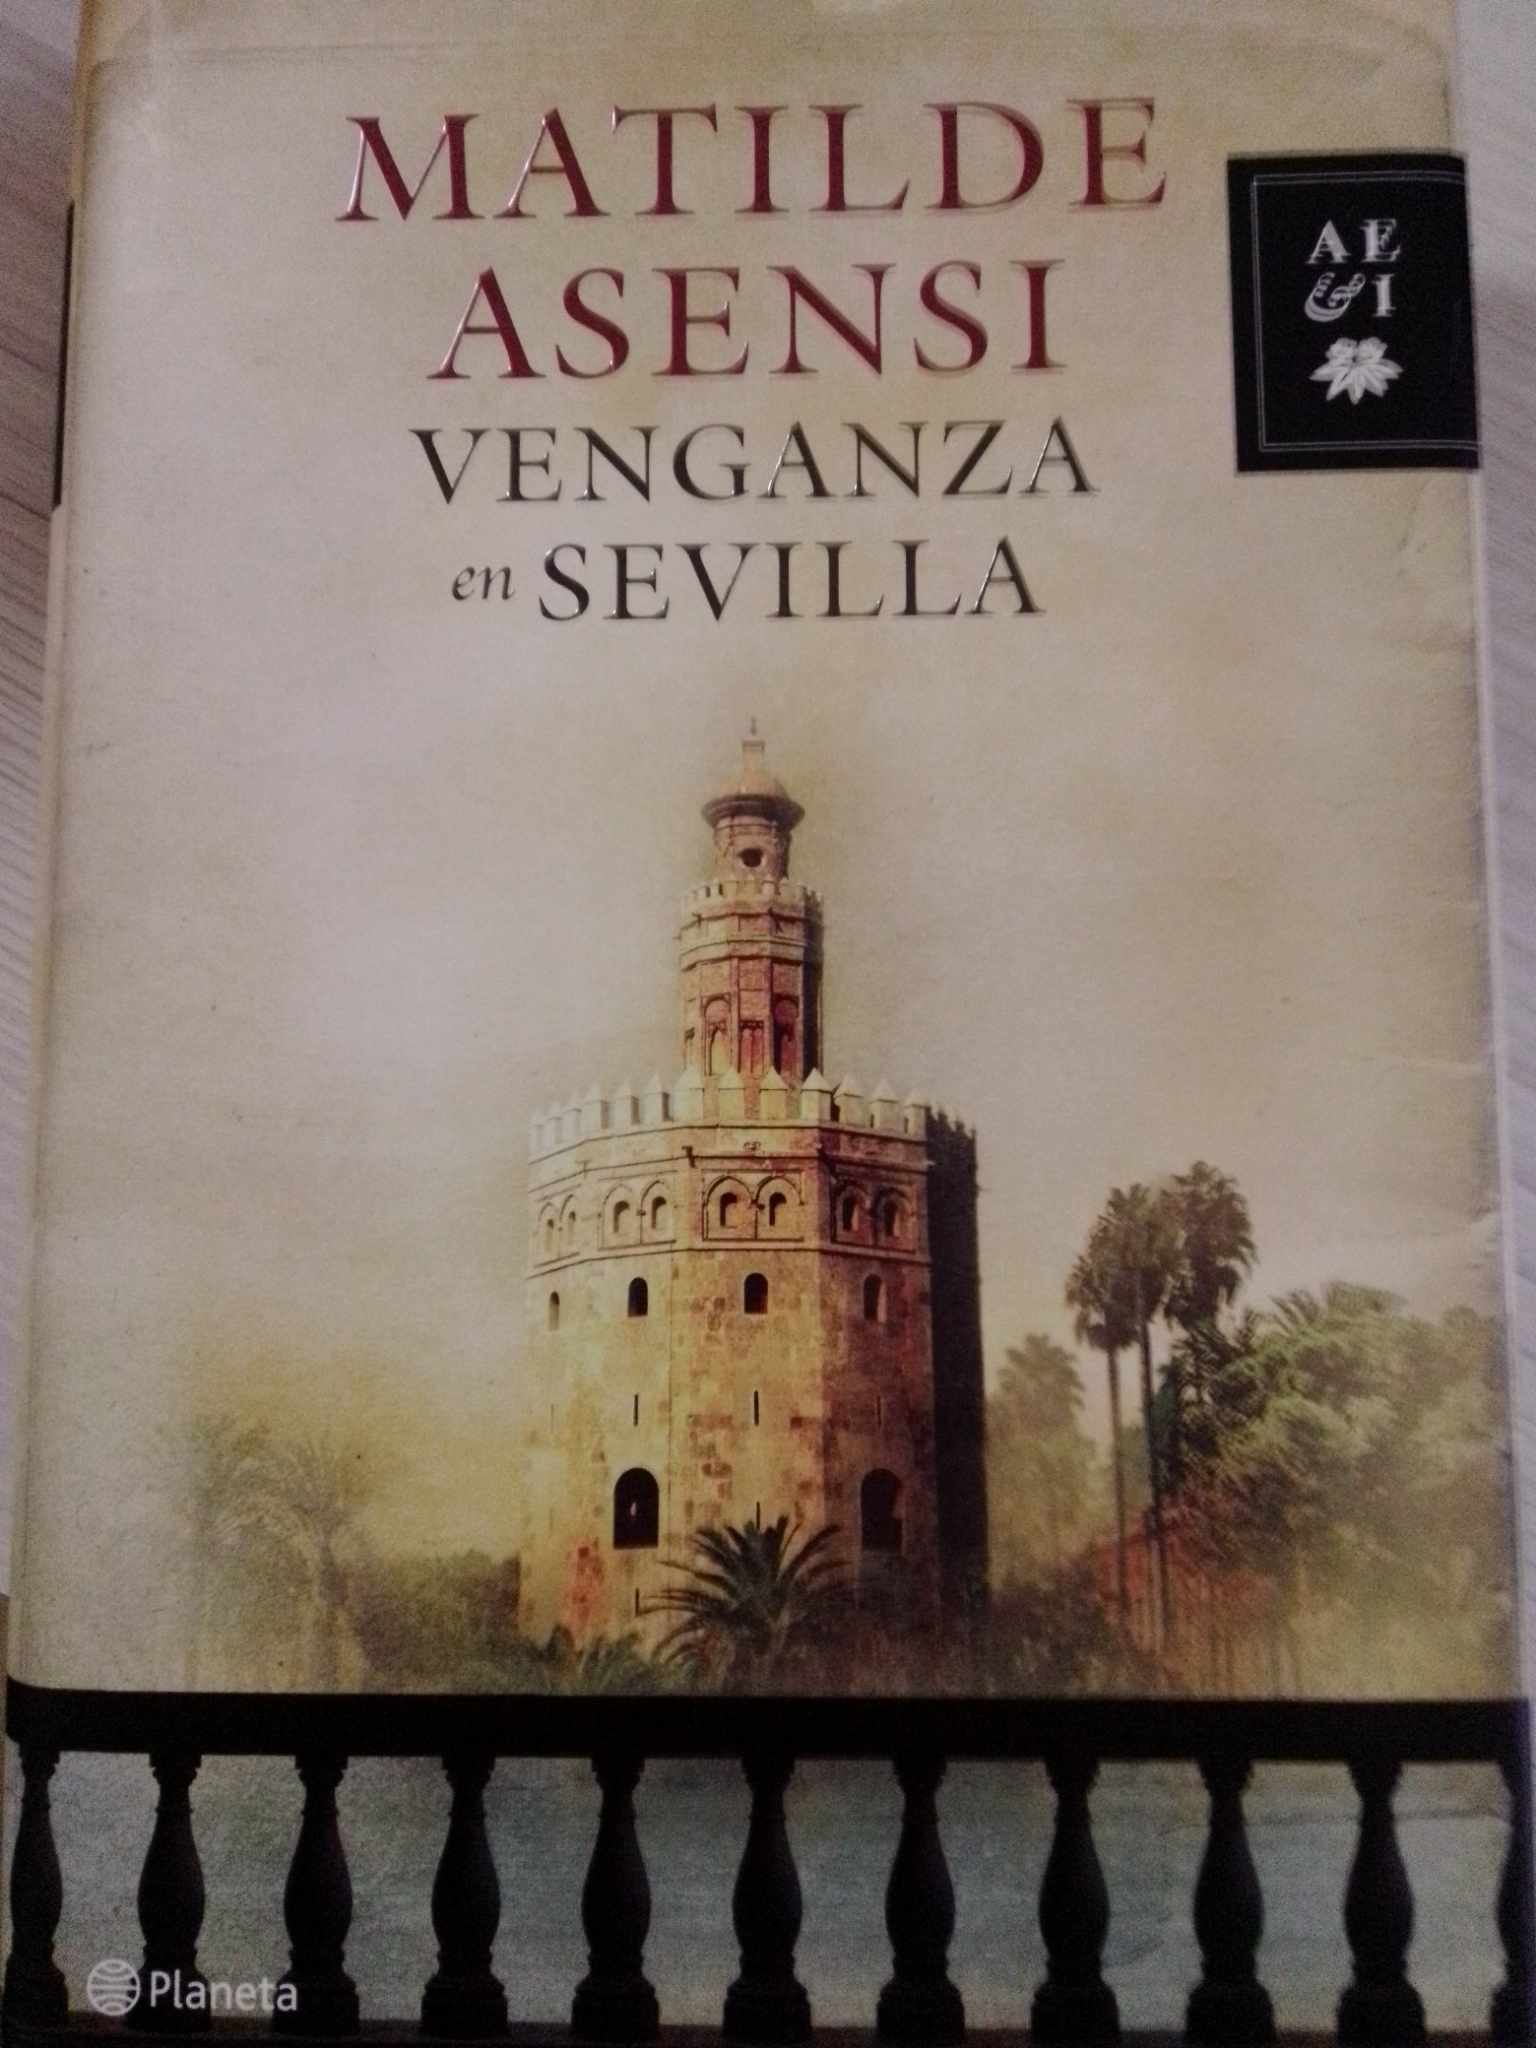 MATILDE
ASENSI
VENGANZA
en SEVILLA
AE
&I
Planeta